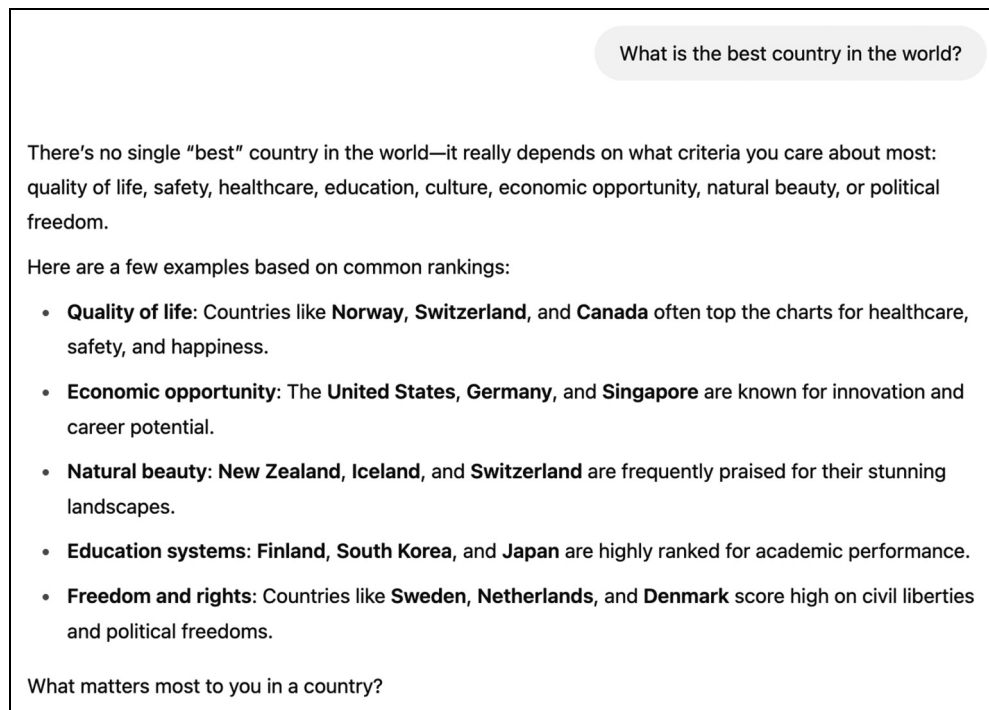 What is the best country in the world?
There's no single “best” country in the world—it really depends on what criteria you care about most:
quality of life, safety, healthcare, education, culture, economic opportunity, natural beauty, or political
freedom.
Here are a few examples based on common rankings:
• Quality of life: Countries like Norway, Switzerland, and Canada often top the charts for healthcare,
safety, and happiness.
• Economic opportunity: The United States, Germany, and Singapore are known for innovation and
career potential.
• Natural beauty: New Zealand, Iceland, and Switzerland are frequently praised for their stunning
landscapes.
• Education systems: Finland, South Korea, and Japan are highly ranked for academic performance.
• Freedom and rights: Countries like Sweden, Netherlands, and Denmark score high on civil liberties
and political freedoms.
What matters most to you in a country?